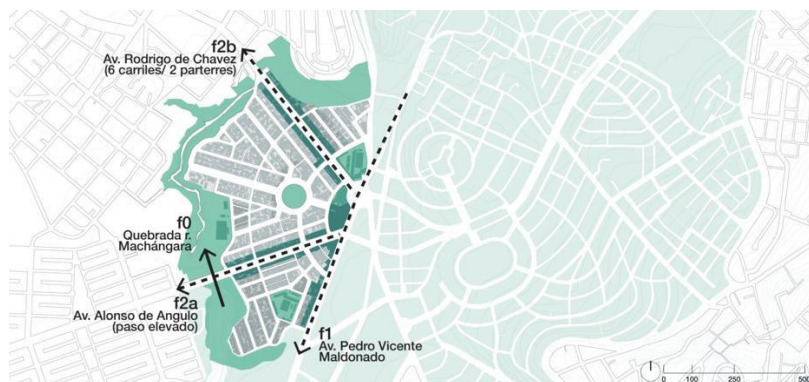 f2b
Av. Rodrigo de Chavez
(6 carriles/ 2 parterres)
f0
Quebrada r.
Machángara
f2a
Av. Alonso de Angulo
(paso elevado)
f1
Av. Pedro Vicente
Maldonado
0 100 250 500